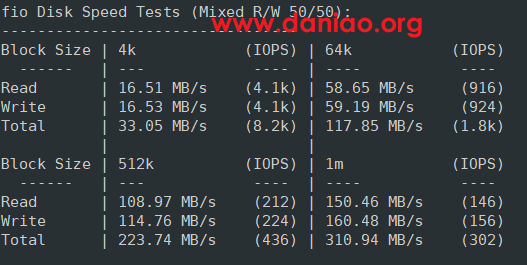 fio Disk Speed Tests (Mixed R/W 50/50):
www.daniao.org
---------------------------------
Block Size | 4k            (IOPS) | 64k           (IOPS)
  ------   | ---            ----  | ----           ----
Read       | 16.51 MB/s    (4.1k) | 58.65 MB/s     (916)
Write      | 16.53 MB/s    (4.1k) | 59.19 MB/s     (924)
Total      | 33.05 MB/s    (8.2k) | 117.85 MB/s   (1.8k)
           |                      |
Block Size | 512k          (IOPS) | 1m            (IOPS)
  ------   | ---            ----  | ----           ----
Read       | 108.97 MB/s    (212) | 150.46 MB/s    (146)
Write      | 114.76 MB/s    (224) | 160.48 MB/s    (156)
Total      | 223.74 MB/s    (436) | 310.94 MB/s    (302)